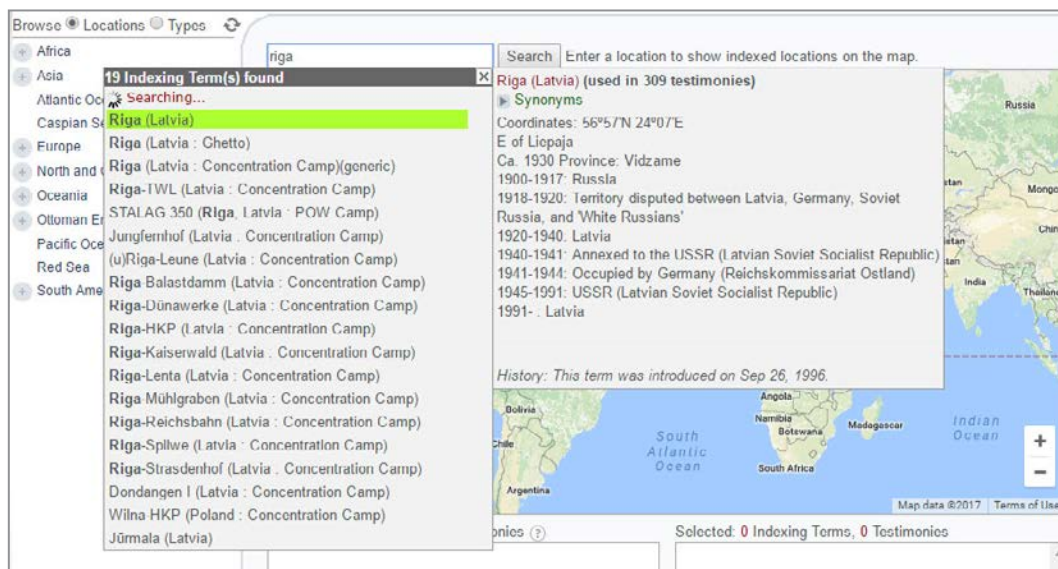 Browse Locations Types
Africa
Asia
Atlantic Oc
Caspian Se
Europe
North and
Oceania
Ottoman Er
Pacific Oce
Red Sea
South Ame
riga
Search Enter a location to show indexed locations on the map.
19 Indexing Term(s) found
Searching...
Riga (Latvia)
Riga (Latvia : Ghetto)
Riga (Latvia : Concentration Camp)(generic)
Riga-TWL (Latvia : Concentration Camp)
STALAG 350 (Riga, Latvia : POW Camp)
Jungfernhof (Latvia : Concentration Camp)
(u)Riga-Leune (Latvia : Concentration Camp)
Riga-Balastdamm (Latvia : Concentration Camp)
Riga-Dünawerke (Latvia : Concentration Camp)
Riga-HKP (Latvia : Concentration Camp)
Riga-Kaiserwald (Latvia : Concentration Camp)
Riga-Lenta (Latvia : Concentration Camp)
Riga-Mühlgraben (Latvia : Concentration Camp)
Riga-Reichsbahn (Latvia : Concentration Camp)
Riga-Spilwe (Latvia : Concentration Camp)
Riga-Strasdenhof (Latvia : Concentration Camp)
Dondangen I (Latvia : Concentration Camp)
Wilna HKP (Poland : Concentration Camp)
Jūrmala (Latvia)
Riga (Latvia) (used in 309 testimonies)
Synonyms
Coordinates: 56°57'N 24°07'E
E of Liepaja
Ca. 1930 Province: Vidzame
1900-1917: Russia
1918-1920: Territory disputed between Latvia, Germany, Soviet
Russia, and 'White Russians'
1920-1940: Latvia
1940-1941: Annexed to the USSR (Latvian Soviet Socialist Republic)
1941-1944: Occupied by Germany (Reichskommissariat Ostland)
1945-1991: USSR (Latvian Soviet Socialist Republic)
1991- : Latvia
History: This term was introduced on Sep 26, 1996.
Russia
stan
Mongo
Chin
istan
stan
India
Thailand
Bolivia
Chile
Argentina
South
Atlantic
Ocean
Angola
Namibia
Botswana
Madagascar
South Africa
Indian
Ocean
Map data ©2017 Terms of Use
onies
Selected: 0 Indexing Terms, 0 Testimonies